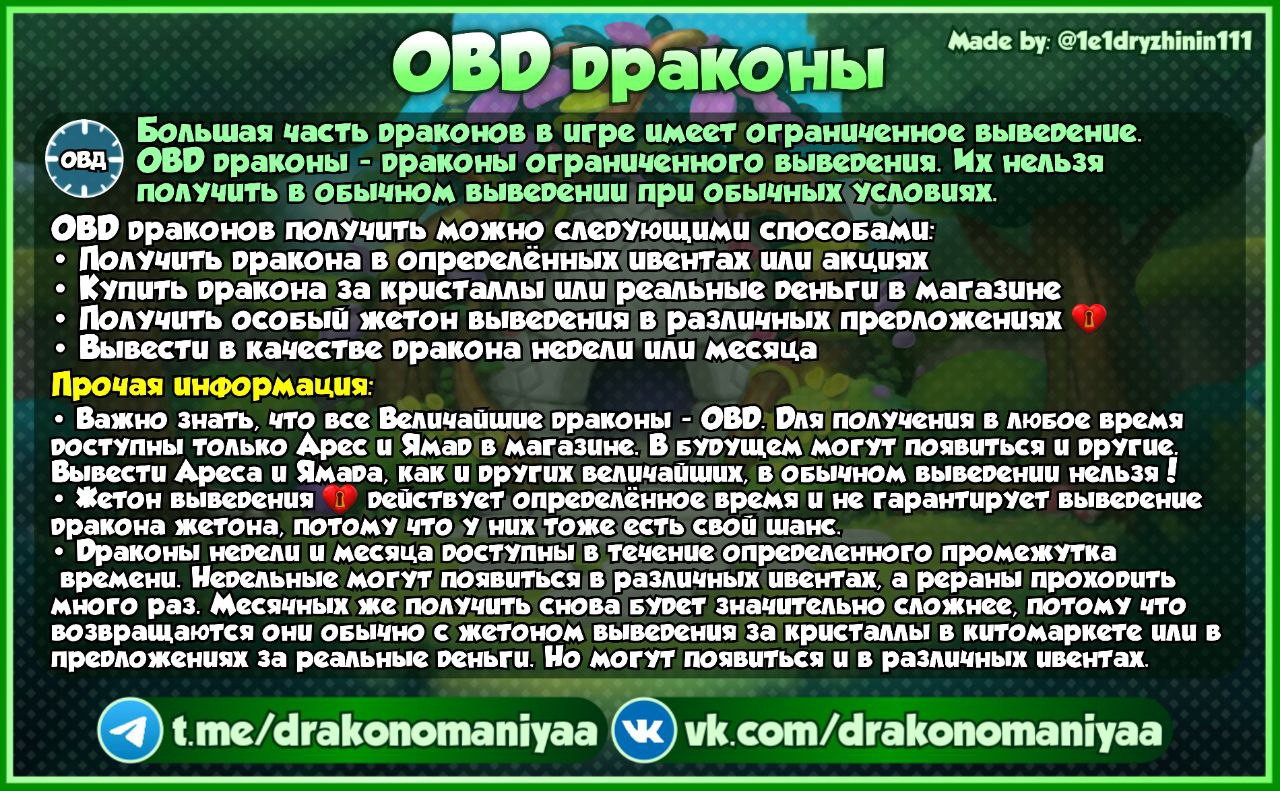 OBD драконы
Made by: @1e1dryzhinin111
ОВД
Большая часть драконов в игре имеет ограниченное выведение.
OBD драконы - драконы ограниченного выведения. Их нельзя
получить в обычном выведении при обычных условиях.
OBD драконов получить можно следующими способами:
• Получить дракона в определённых ивентах или акциях
• Купить дракона за кристаллы или реальные деньги в магазине
• Получить особый жетон выведения в различных предложениях
• Вывести в качестве дракона недели или месяца
Прочая информация:
• Важно знать, что все Величайшие драконы - OBD. Для получения в любое время
доступны только Арес и Ямад в магазине. В будущем могут появиться и другие.
Вывести Ареса и Ямада, как и других величайших, в обычном выведении нельзя!
• Жетон выведения действует определённое время и не гарантирует выведение
дракона жетона, потому что у них тоже есть свой шанс.
• Драконы недели и месяца доступны в течение определенного промежутка
времени. Недельные могут появиться в различных ивентах, а рераны проходить
много раз. Месячных же получить снова будет значительно сложнее, потому что
возвращаются они обычно с жетоном выведения за кристаллы в китомаркете или в
предложениях за реальные деньги. Но могут появиться и в различных ивентах.
t.me/drakonomaniyaa
vk.com/drakonomaniyaa